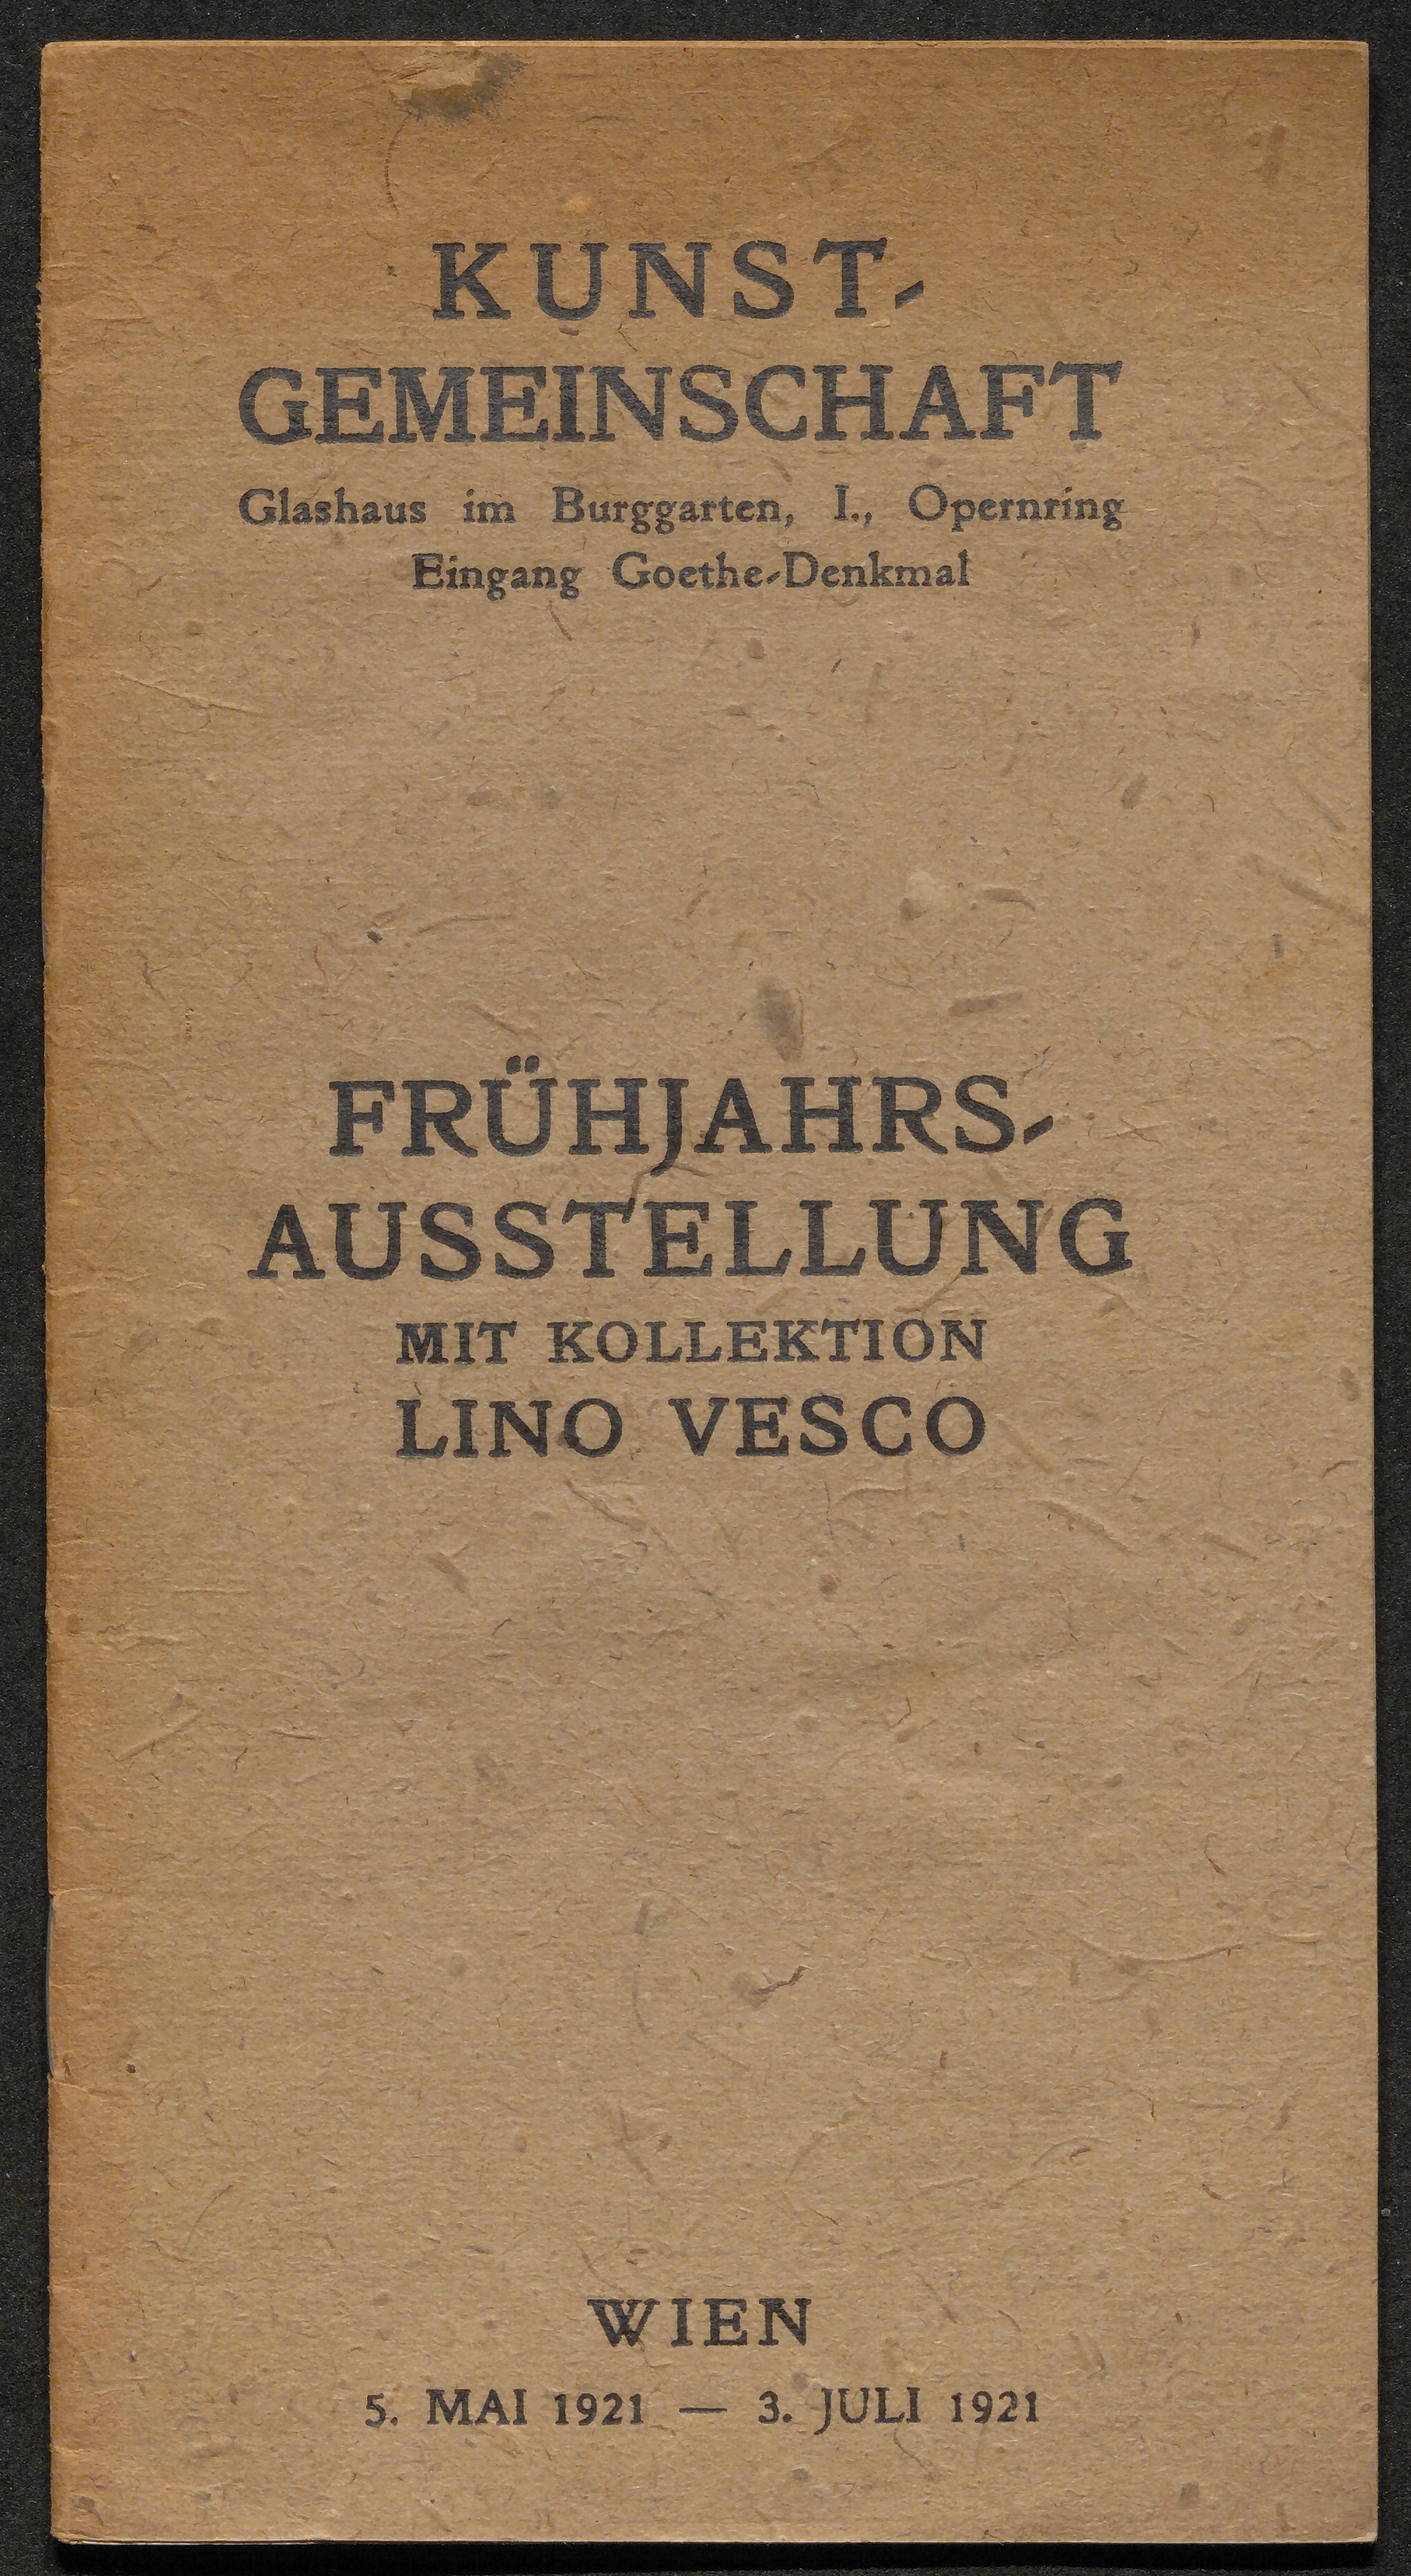 KUNST-
GEMEINSCHAFT
Glashaus im Burggarten, I., Opernring
Eingang Goethe-Denkmal
FRÜHJAHRS-
AUSSTELLUNG
MIT KOLLEKTION
LINO VESCO
WIEN
5. MAI 1921 — 3. JULI 1921